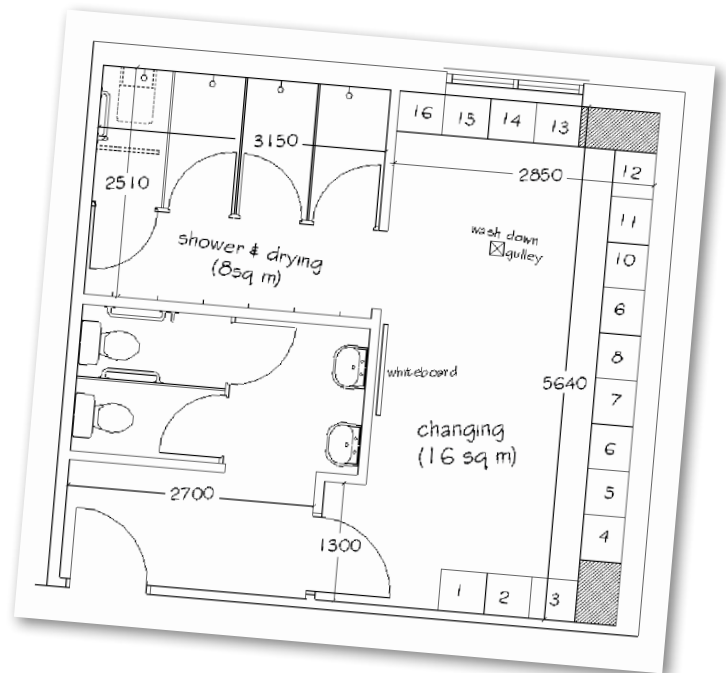 16 15 14 13
3150
2850
12
2510
11
wash down
gulley
shower & drying
(8sq m)
10
6
8
whiteboard
5640
7
changing
(16 sq m)
6
5
2700
4
1300
1 2 3